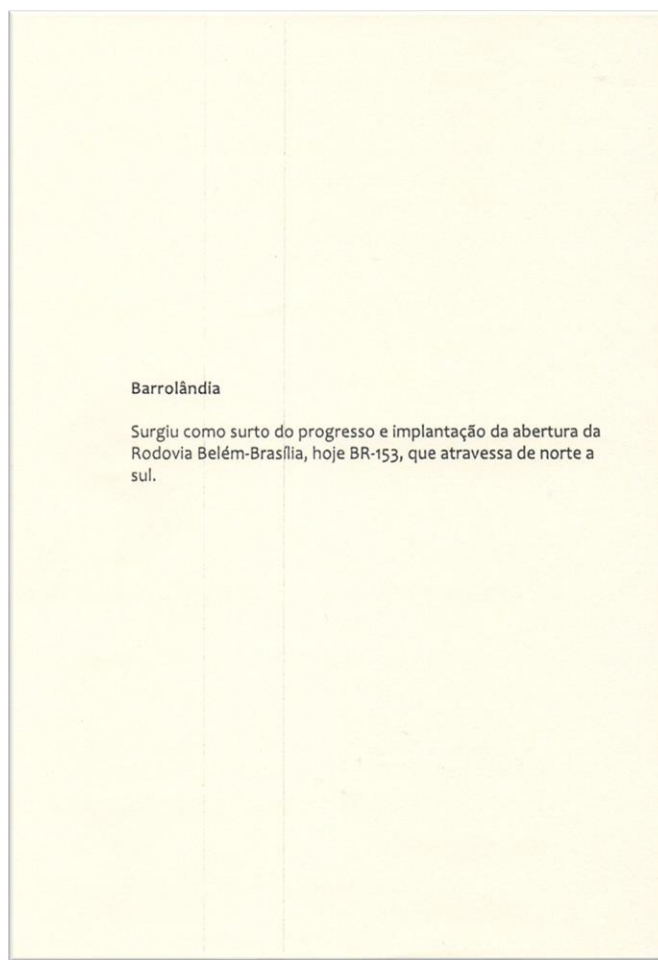 Barrolândia
Surgiu como surto do progresso e implantação da abertura da
Rodovia Belém-Brasília, hoje BR-153, que atravessa de norte a
sul.